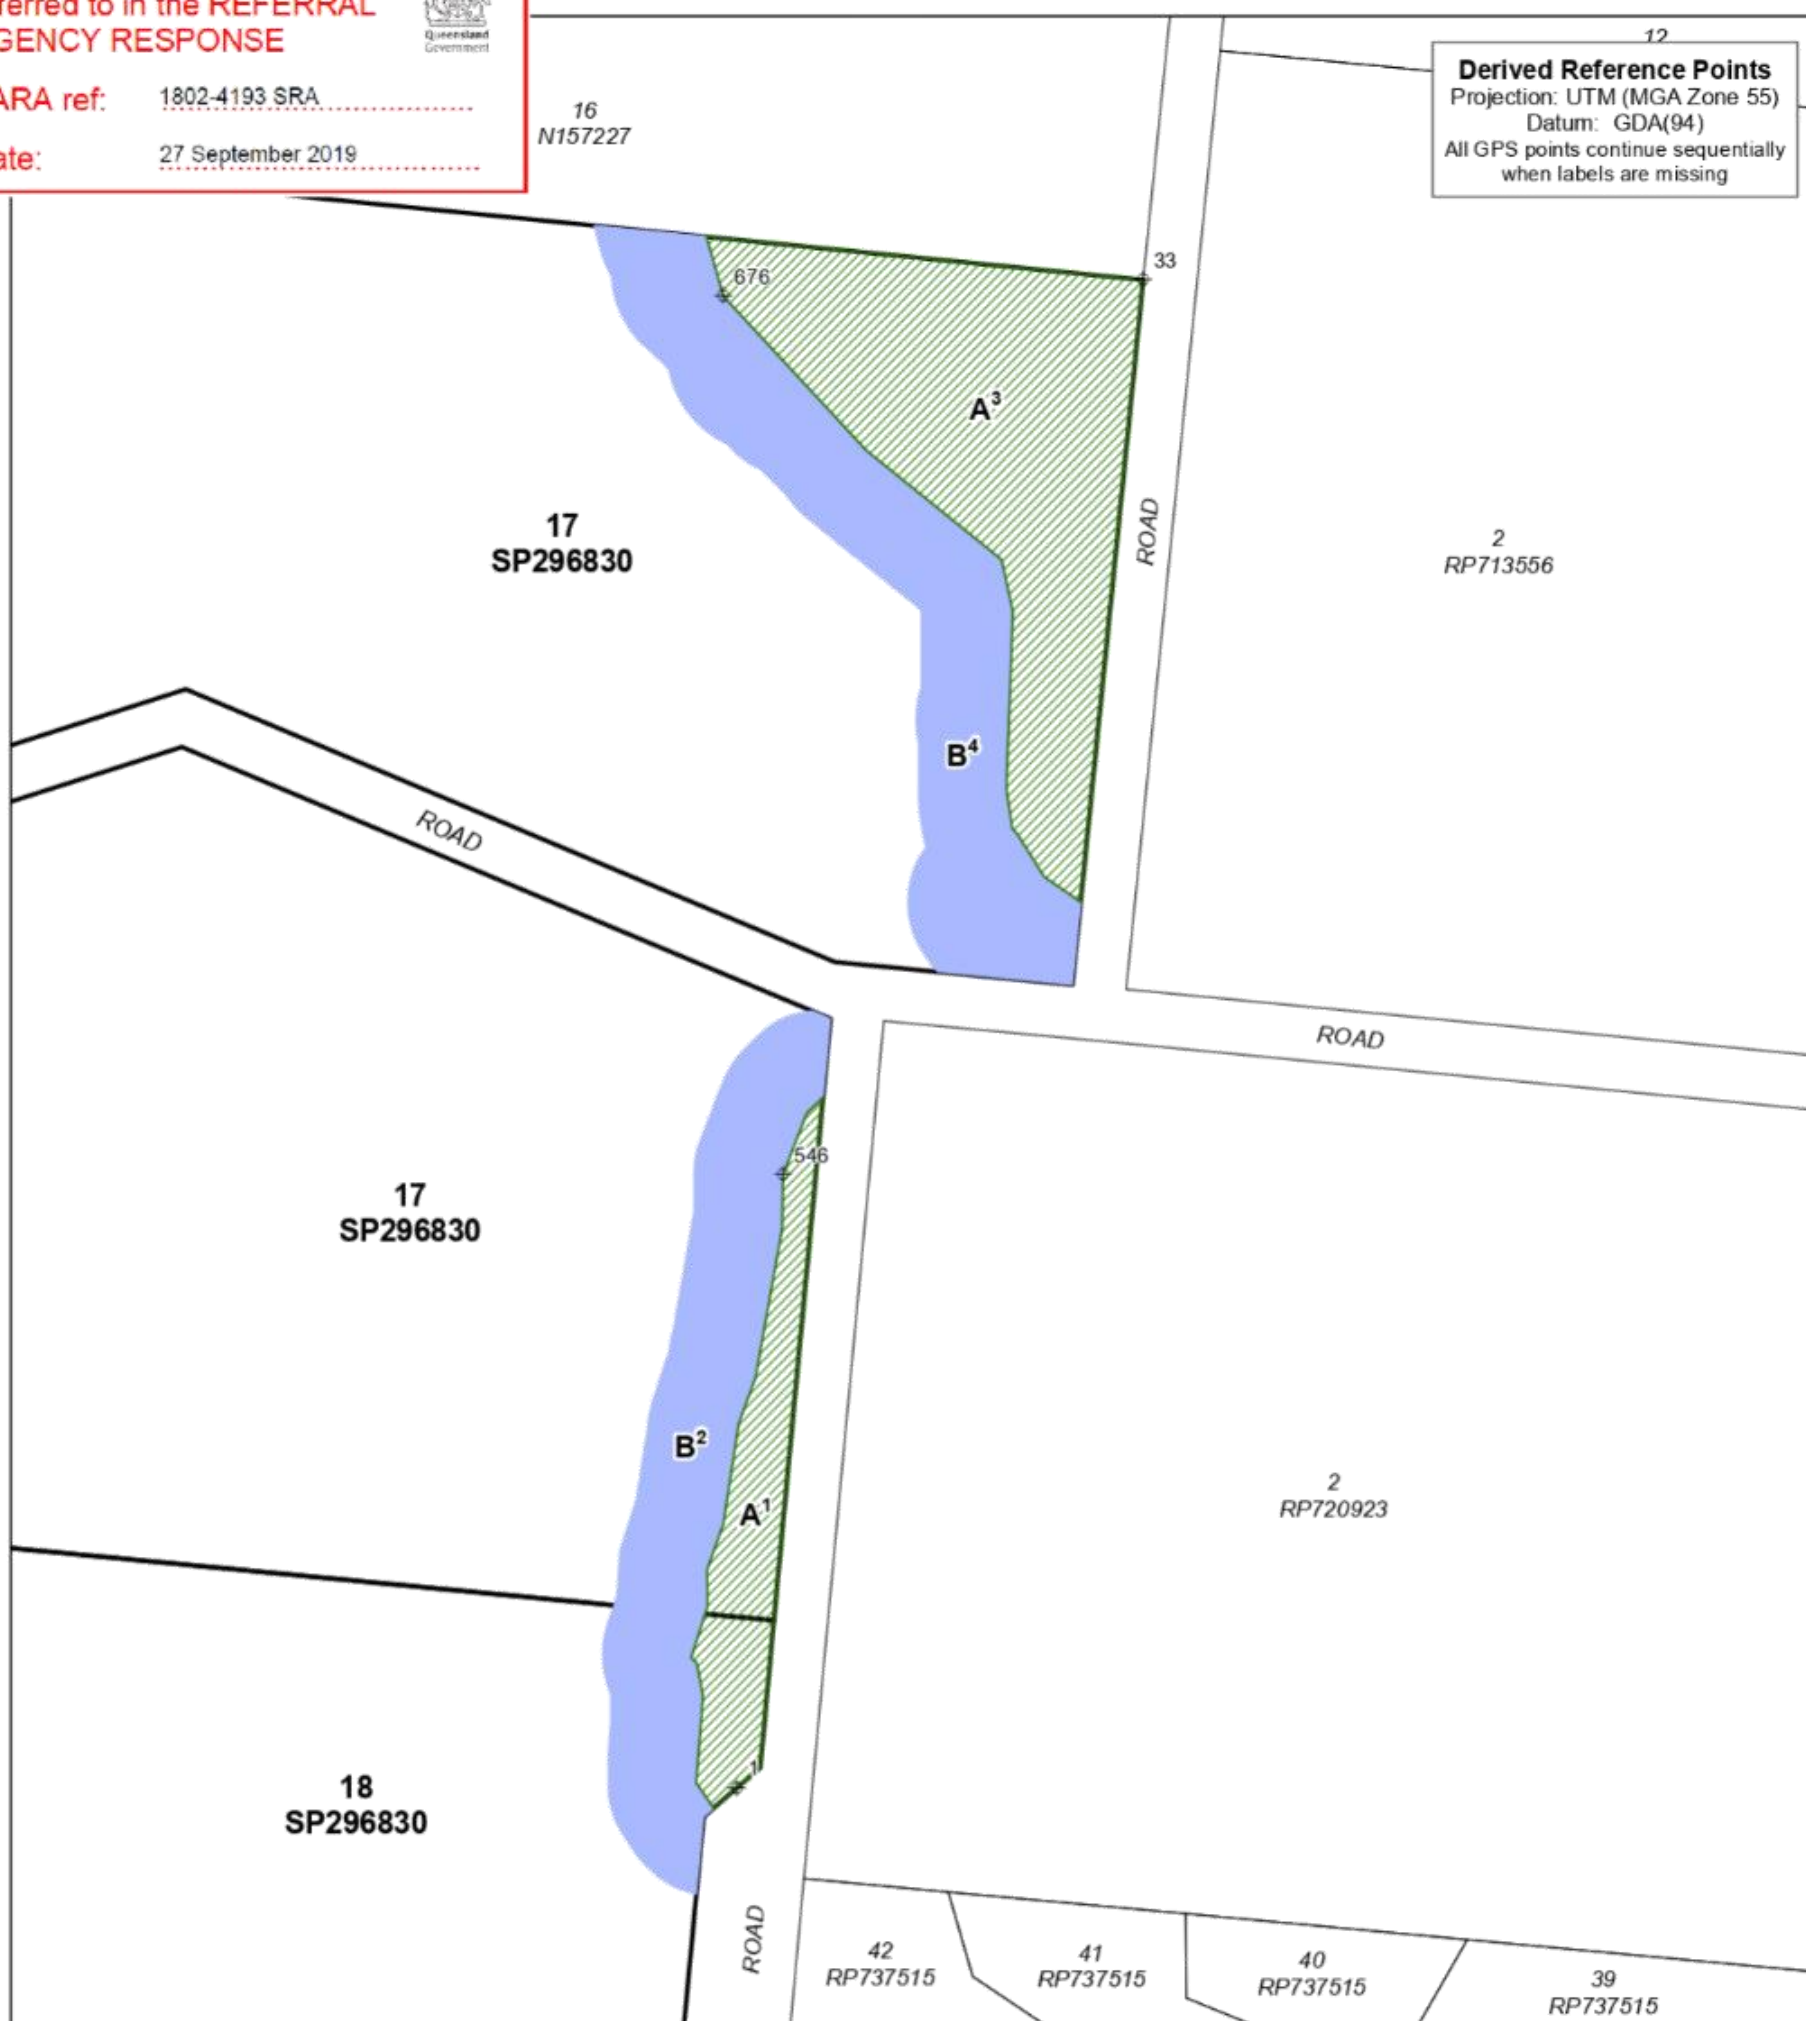 ferred to in the REFERRAL
GENCY RESPONSE
Queensland
Government
ARA ref: 1802-4193 SRA
ate: 27 September 2019
16
N157227
12
Derived Reference Points
Projection: UTM (MGA Zone 55)
Datum: GDA(94)
All GPS points continue sequentially
when labels are missing
33
676
A³
ROAD
17
SP296830
2
RP713556
B⁴
ROAD
ROAD
546
17
SP296830
B²
A¹
2
RP720923
1
18
SP296830
ROAD
42
RP737515
41
RP737515
40
RP737515
39
RP737515